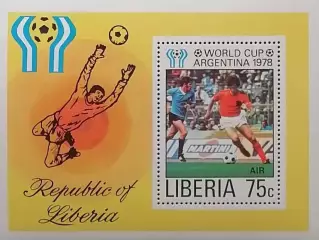 WORLD CUP
ARGENTINA 1978
MARTINI
AIR
LIBERIA 75c
Republic of
Liberia